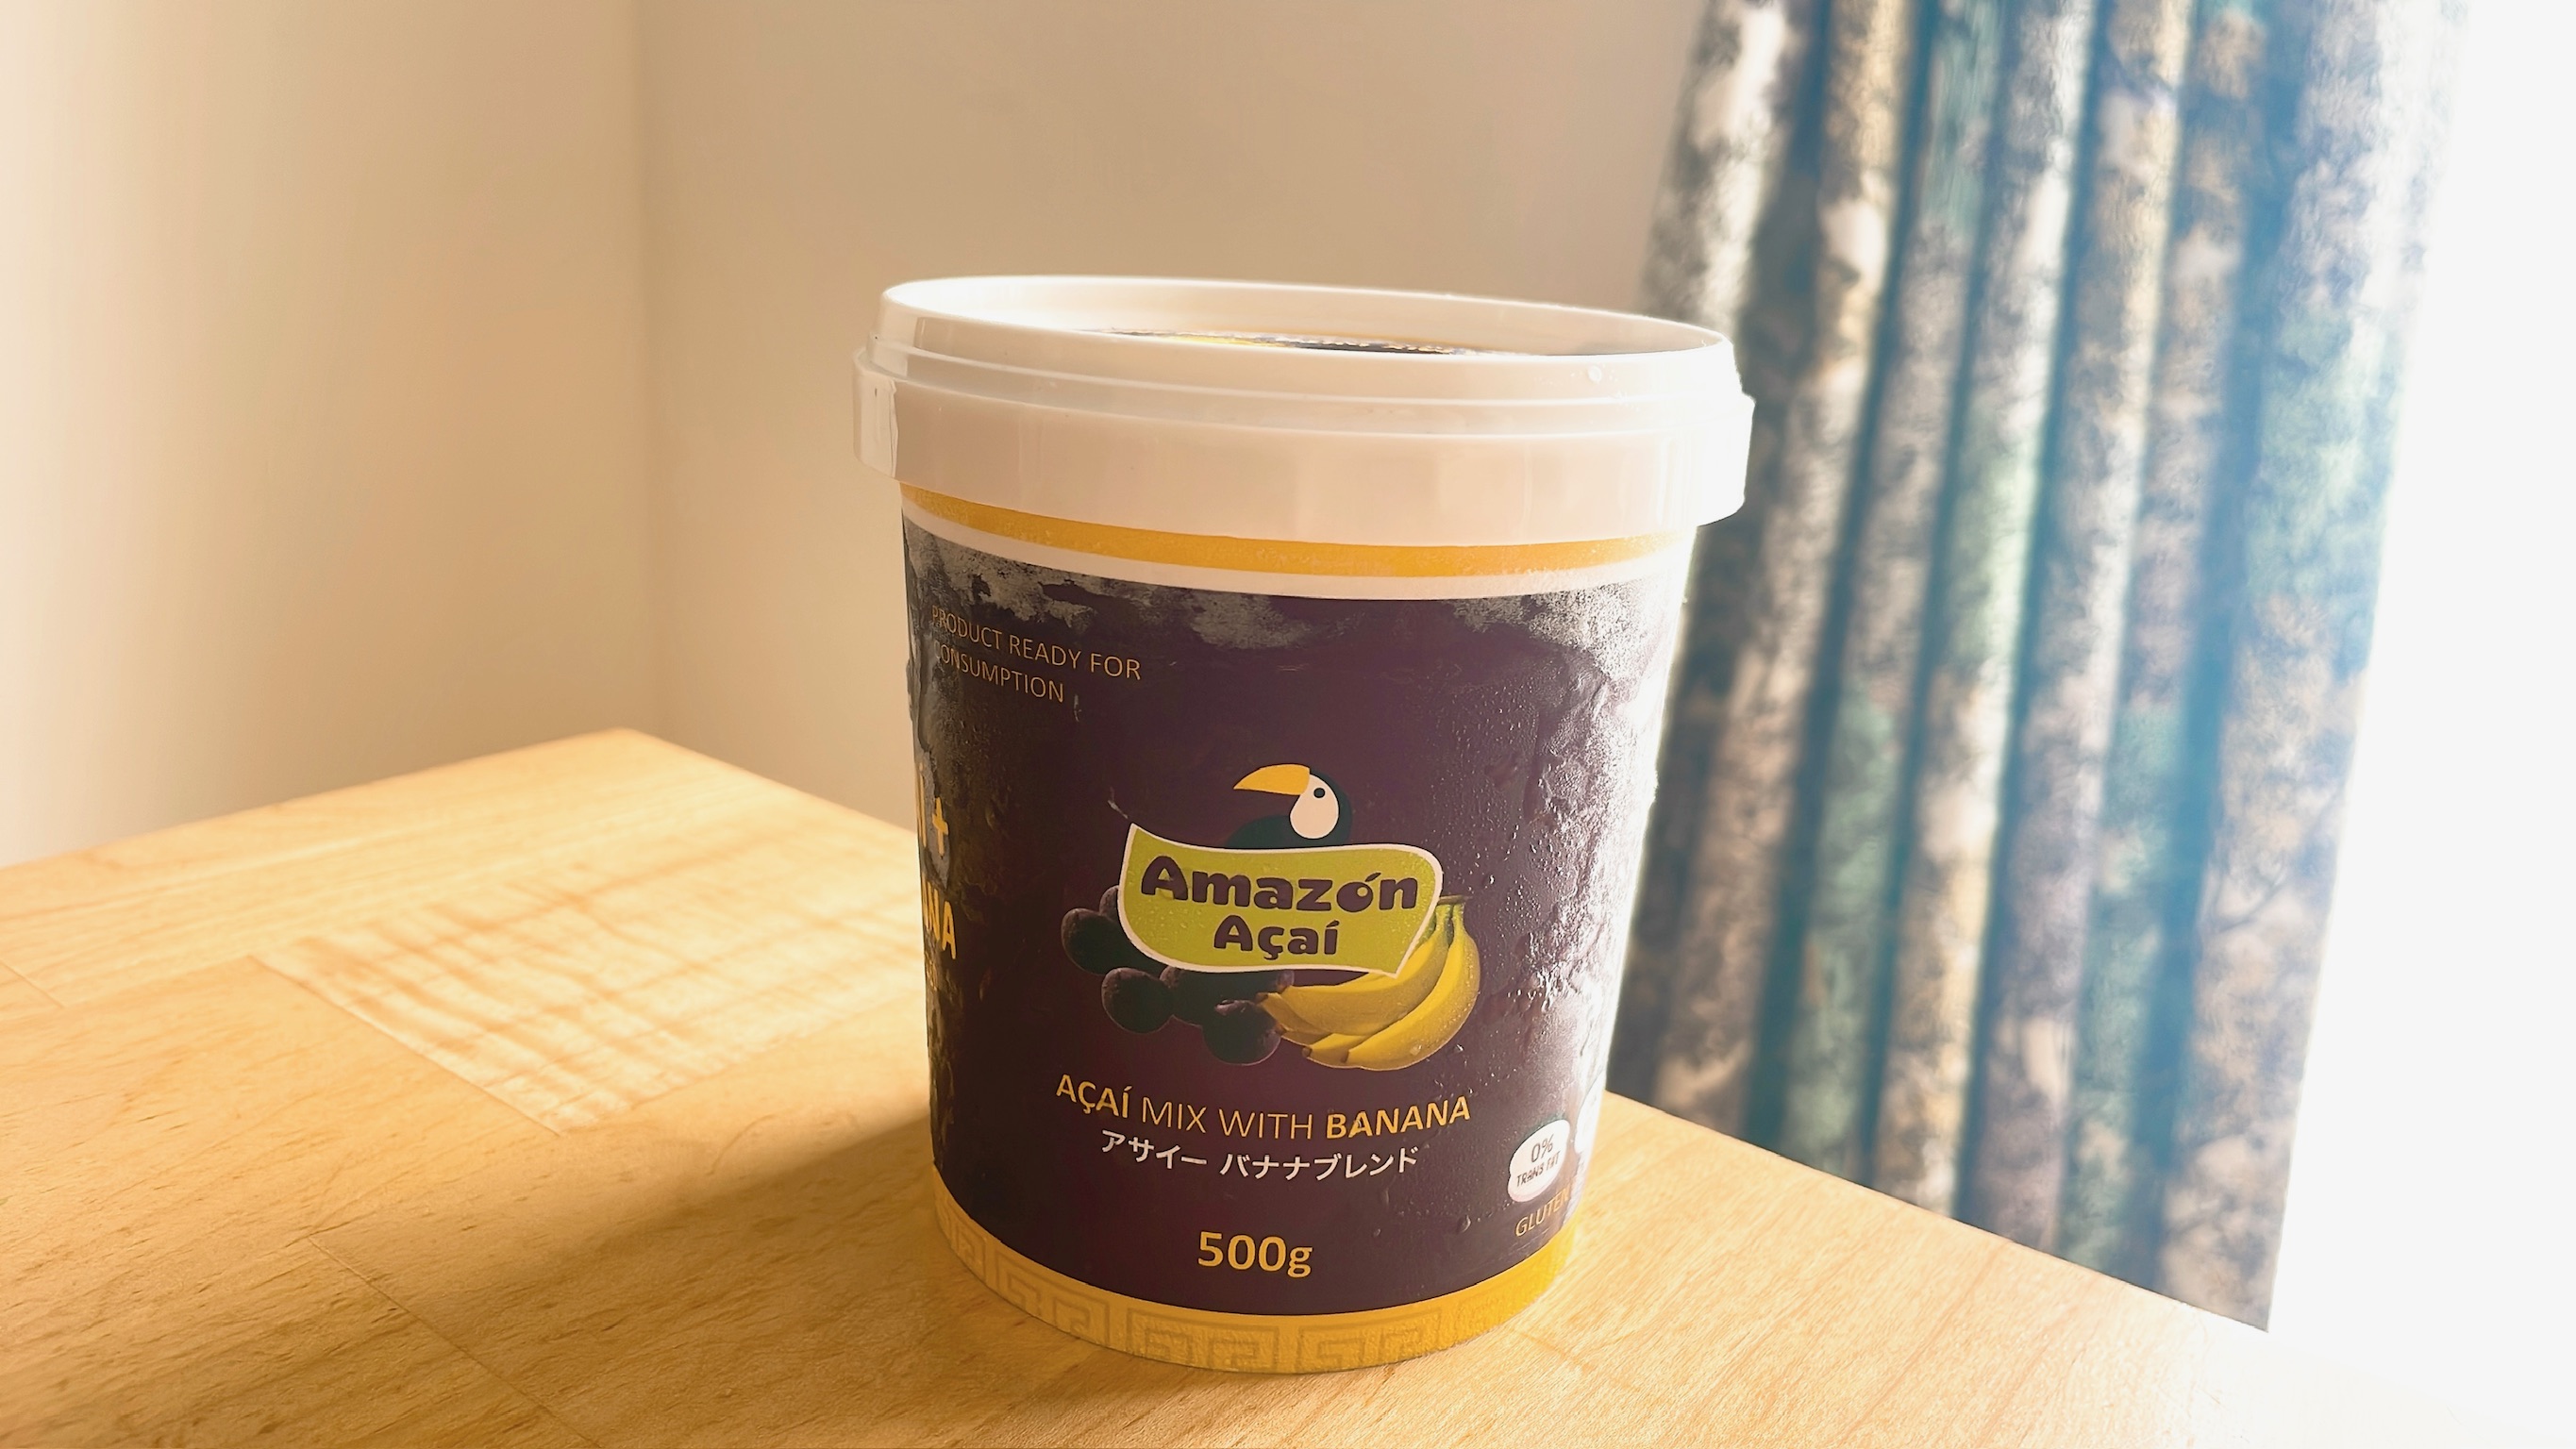 PRODUCT READY FOR
CONSUMPTION
Amazón
Açaí
AÇAÍ MIX WITH BANANA
アサイー バナナブレンド
0%
TRANS FAT
500g